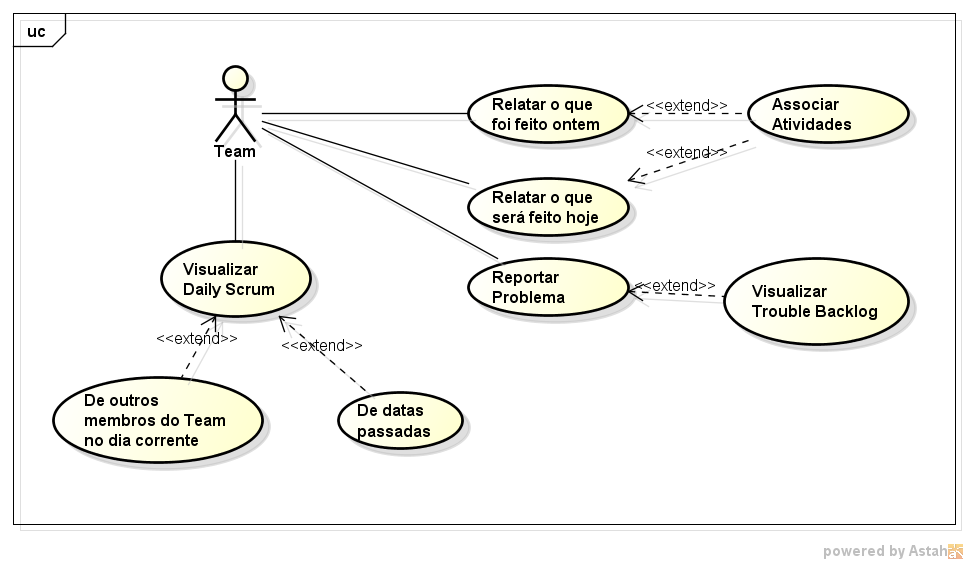 uc
Team
Relatar o que
foi feito ontem
<<extend>>
Associar
Atividades
<<extend>>
Relatar o que
será feito hoje
Reportar
Problema
<<extend>>
Visualizar
Trouble Backlog
Visualizar
Daily Scrum
<<extend>>
<<extend>>
De outros
membros do Team
no dia corrente
De datas
passadas
powered by Astah